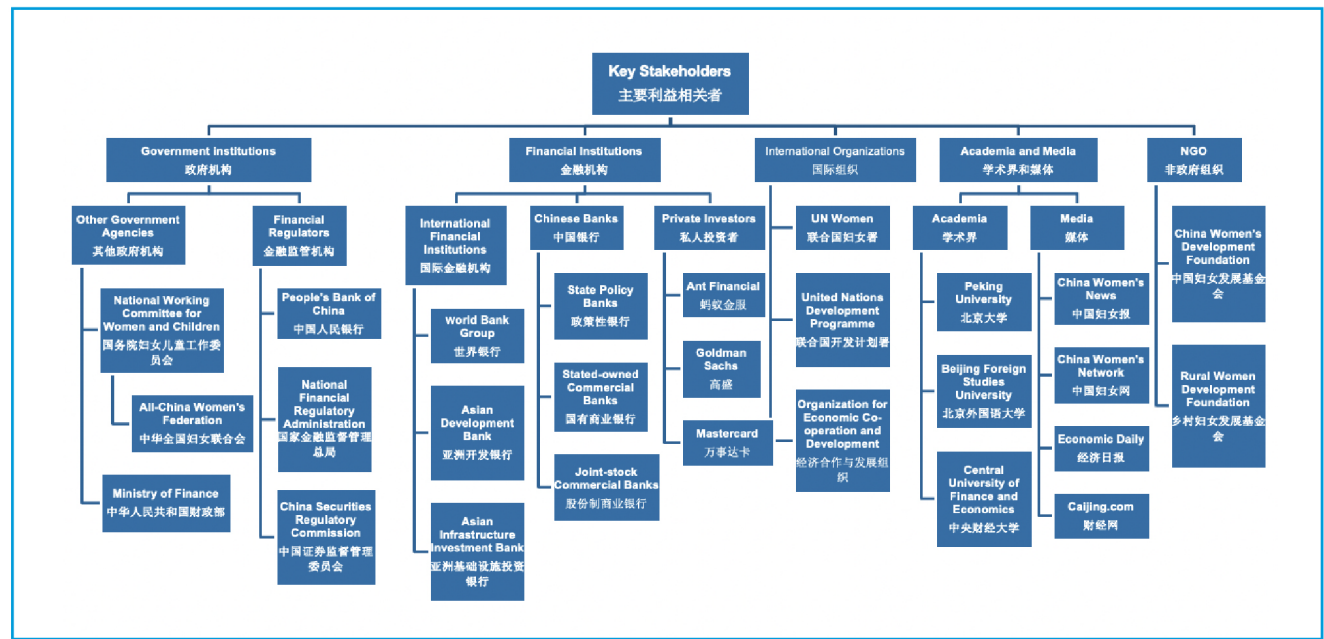 Key Stakeholders
主要利益相关者
Government Institutions
政府机构
Financial Institutions
金融机构
International Organizations
国际组织
Academia and Media
学术界和媒体
NGO
非政府组织
Other Government
Agencies
其他政府机构
National Working
Committee for
Women and Children
国务院妇女儿童工作委
员会
All-China Women's
Federation
中华全国妇女联合会
Ministry of Finance
中华人民共和国财政部
Financial
Regulators
金融监管机构
People's Bank of
China
中国人民银行
National
Financial
Regulatory
Administration
国家金融监督管理
总局
China Securities
Regulatory
Commission
中国证券监督管理
委员会
International
Financial
Institutions
国际金融机构
world Bank
Group
世界银行
Asian
Development
Bank
亚洲开发银行
Asian
Infrastructure
Investment Bank
亚洲基础设施投资
银行
Chinese Banks
中国银行
State Policy
Banks
政策性银行
Stated-owned
Commercial
Banks
国有商业银行
Joint-stock
Commercial Banks
股份制商业银行
Private Investors
私人投资者
Ant Financial
蚂蚁金服
Goldman
Sachs
高盛
Mastercard
万事达卡
UN Women
联合国妇女署
United Nations
Development
Programme
联合国开发计划署
Organization for
Economic Co-
operation and
Development
经济合作与发展组
织
Academia
学术界
Peking
University
北京大学
Beijing Foreign
Studies
University
北京外国语大学
Central
University of
Finance and
Economics
中央财经大学
Media
媒体
China Women's
News
中国妇女报
China Women's
Network
中国妇女网
Economic Daily
经济日报
Caijing.com
财经网
China Women's
Development
Foundation
中国妇女发展基金
会
Rural Women
Development
Foundation
乡村妇女发展基金
会